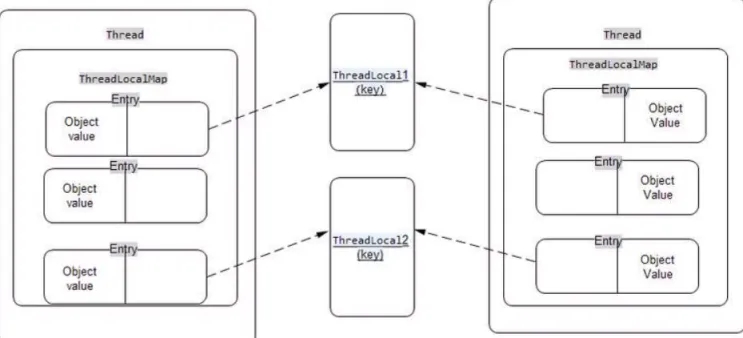 Thread
ThreadLocalMap
Entry
Object
value
Entry
Object
value
Entry
Object
value
ThreadLocal1
(key)
ThreadLocal2
(key)
Thread
ThreadLocalMap
Entry
Object
Value
Entry
Object
Value
Entry
Object
Value